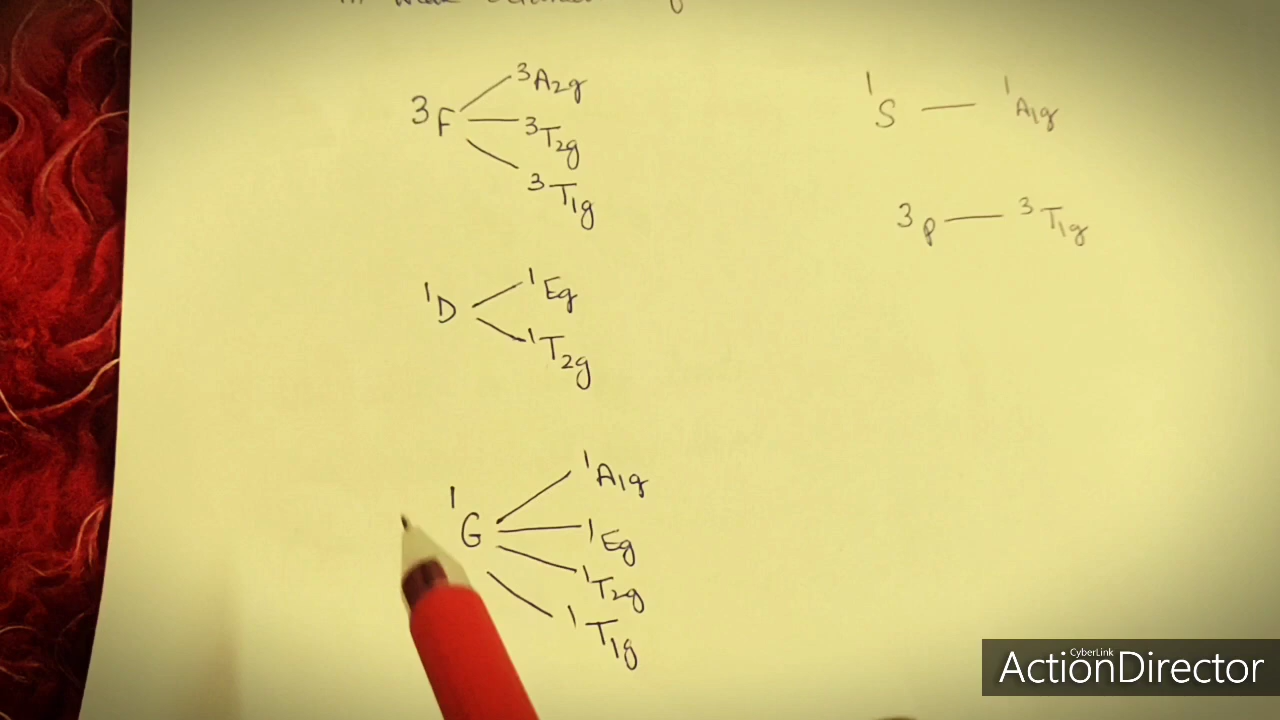 ³F
³A₂g
³T₂g
³T₁g
¹S — ¹A₁g
³P — ³T₁g
¹D
¹Eg
¹T₂g
¹G
¹A₁g
¹Eg
¹T₂g
¹T₁g
CyberLink
ActionDirector